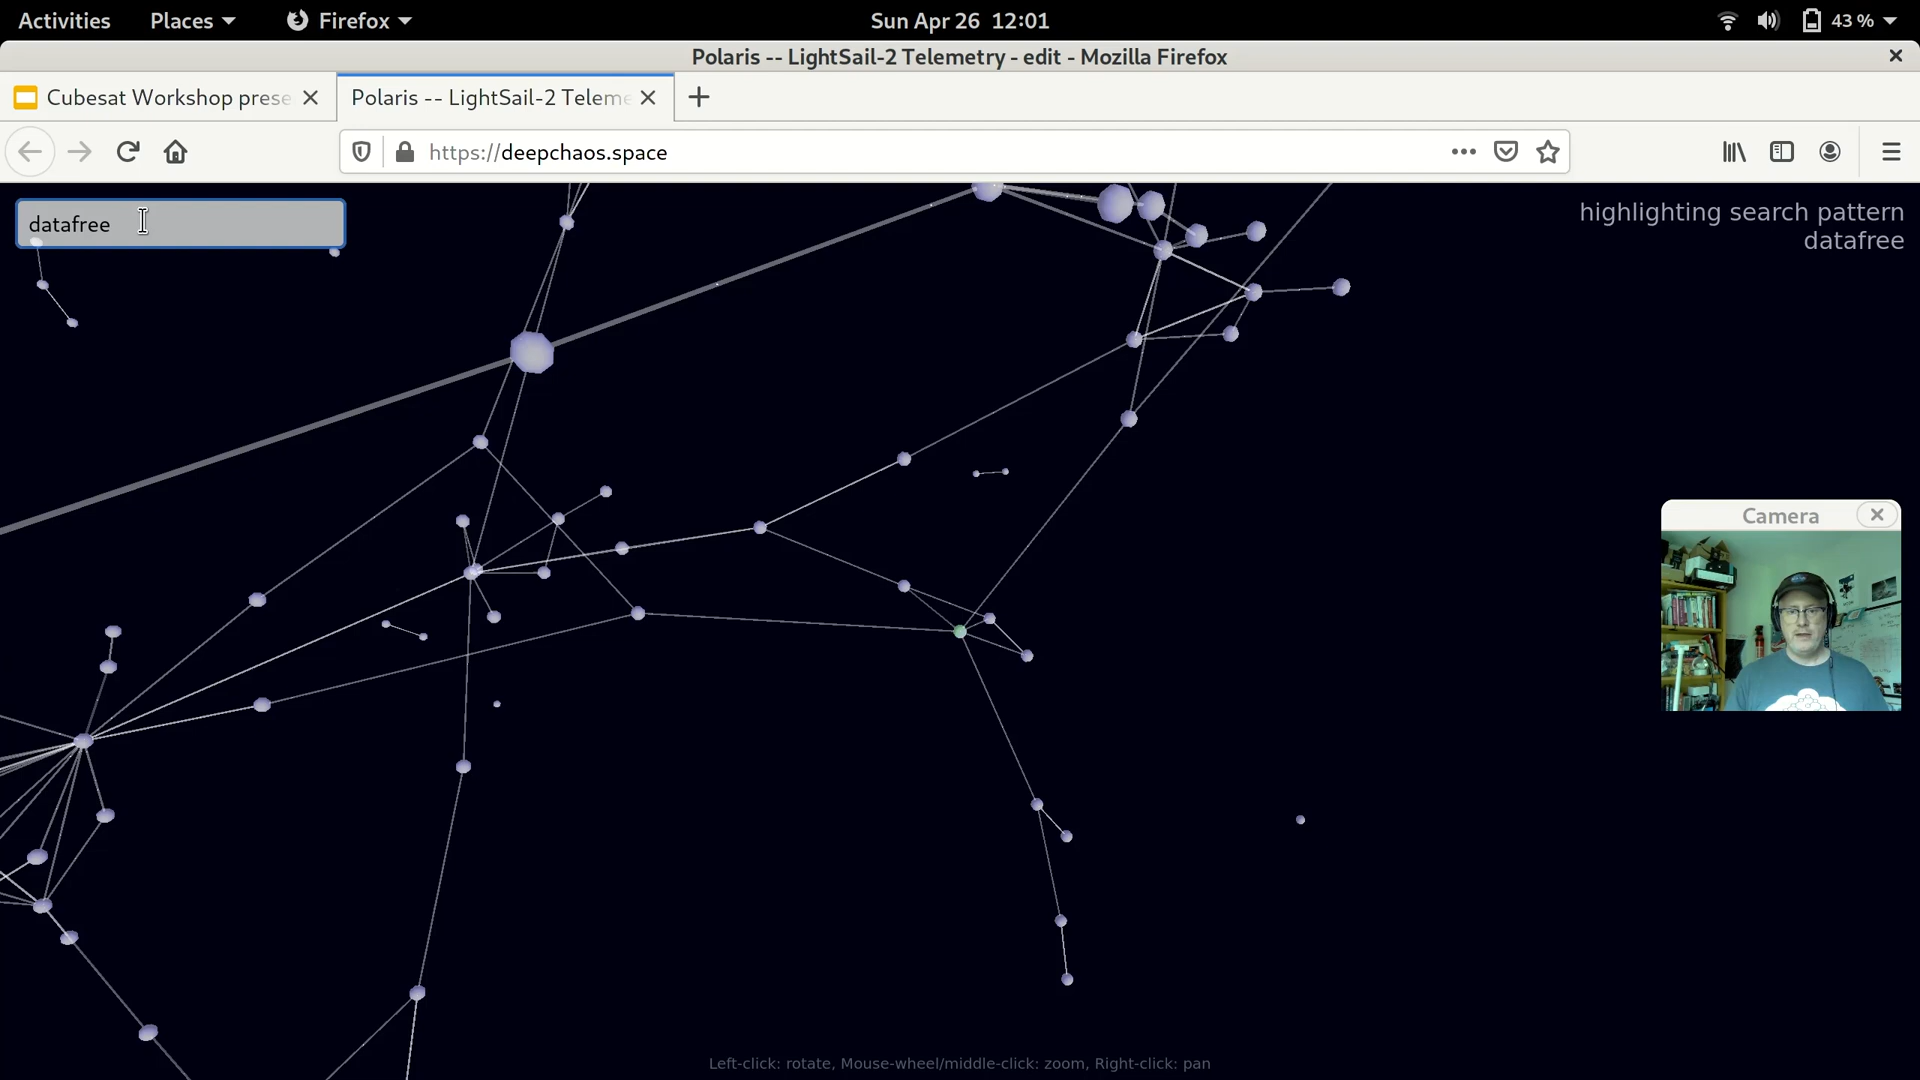 Activities Places Firefox Sun Apr 26 12:01 43 %
Polaris -- LightSail-2 Telemetry - edit - Mozilla Firefox
Cubesat Workshop prese Polaris -- LightSail-2 Teleme
https://deepchaos.space
datafree
highlighting search pattern
datafree
Camera
Left-click: rotate, Mouse-wheel/middle-click: zoom, Right-click: pan